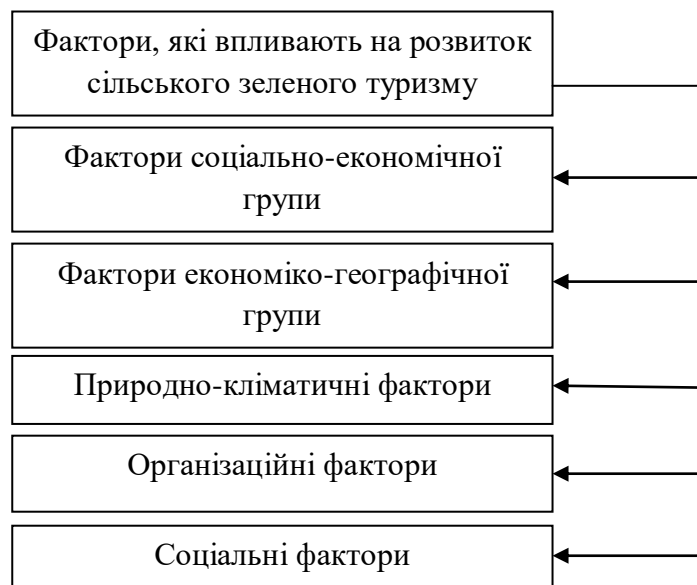 Фактори, які впливають на розвиток
сільського зеленого туризму
Фактори соціально-економічної
групи
Фактори економіко-географічної
групи
Природно-кліматичні фактори
Організаційні фактори
Соціальні фактори